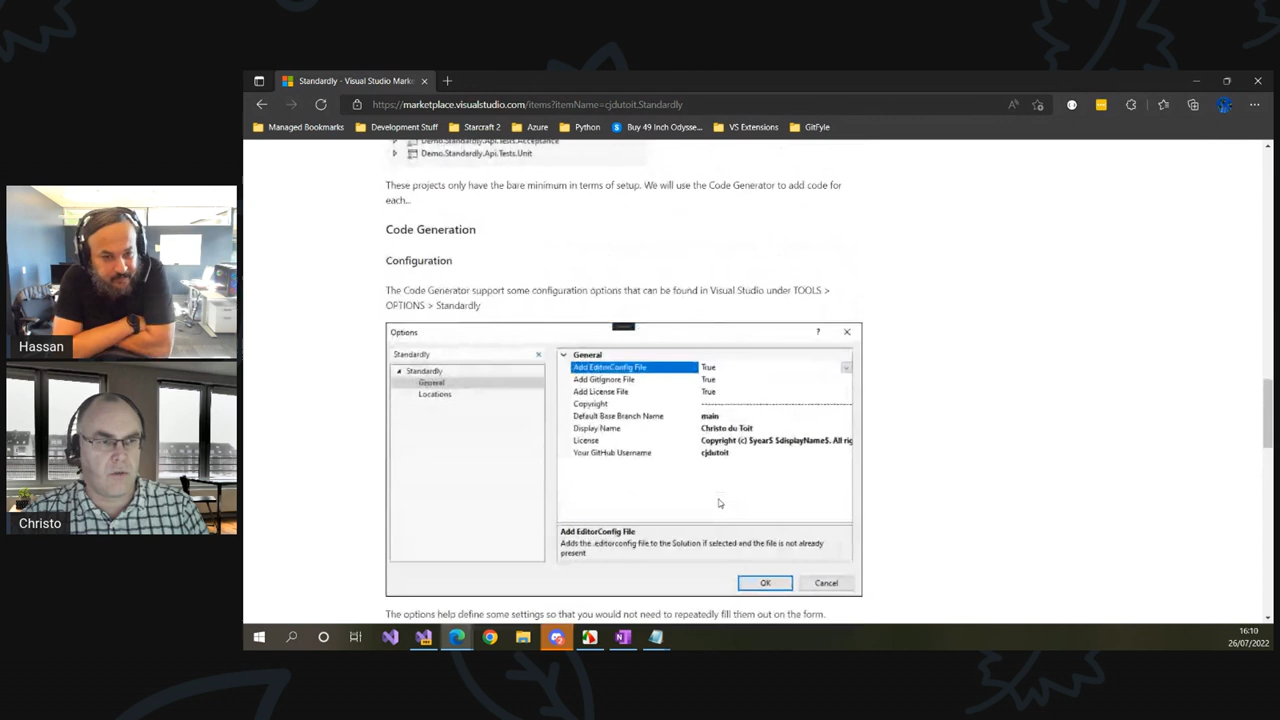 Standardly - Visual Studio Marke
https://marketplace.visualstudio.com/items?itemName=cjdutoit.Standardly
Managed Bookmarks
Development Stuff
Starcraft 2
Azure
Python
Buy 49 Inch Odysse...
VS Extensions
GitFyle
Demo.Standardly.Api.Tests.Acceptance
Demo.Standardly.Api.Tests.Unit
These projects only have the bare minimum in terms of setup. We will use the Code Generator to add code for
each...
Code Generation
Configuration
The Code Generator support some configuration options that can be found in Visual Studio under TOOLS >
OPTIONS > Standardly
Options
? 
Standardly
Standardly
General
Locations
General
Add EditorConfig File True
Add GitIgnore File True
Add License File True
Copyright
Default Base Branch Name main
Display Name Christo du Toit
License Copyright (c) $year$ $displayName$. All rig
Your GitHub Username cjdutoit
Add EditorConfig File
Adds the .editorconfig file to the Solution if selected and the file is not already
present
OK
Cancel
The options help define some settings so that you would not need to repeatedly fill them out on the form.
Hassan
Christo
16:10
26/07/2022